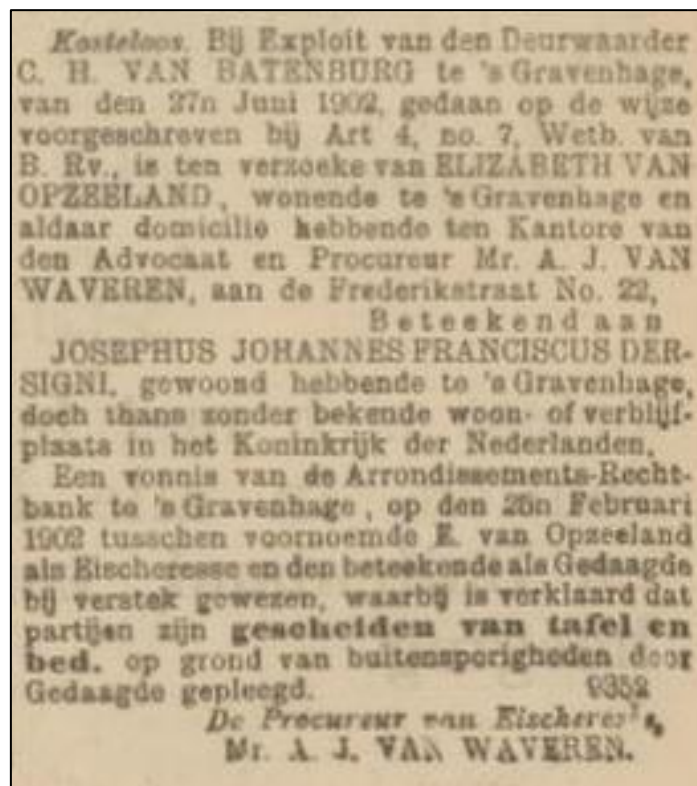 Kosteloos. Bij Exploit van den Deurwaarder
C. H. VAN BATENBURG te 's Gravenhage,
van den 27n Juni 1902, gedaan op de wijze
voorgeschreven bij Art 4, no. 7, Wetb. van
B. Rv., is ten verzoeke van ELIZABETH VAN
OPZEELAND, wonende te 's Gravenhage en
aldaar domicilie hebbende ten Kantore van
den Advocaat en Procureur Mr. A. J. VAN
WAVEREN, aan de Frederikstraat No. 22,
Beteekend aan
JOSEPHUS JOHANNES FRANCISCUS DER-
SIGNI, gewoond hebbende te 's Gravenhage,
doch thans zonder bekende woon- of verblijf-
plaats in het Koninkrijk der Nederlanden,
Een vonnis van de Arrondissements-Recht-
bank te 's Gravenhage, op den 25n Februari
1902 tusschen voornoemde E. van Opzeeland
als Eischeresse en den beteekende als Gedaagde
bij verstek gewezen, waarbij is verklaard dat
partijen zijn gescheiden van tafel en
bed. op grond van buitensporigheden door
Gedaagde gepleegd. 9352
De Procureur van Eischeresse,
Mr. A. J. VAN WAVEREN.